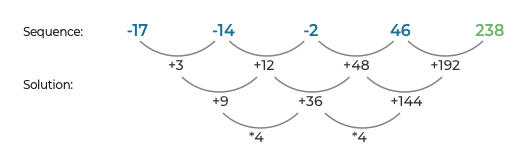 Sequence: -17 -14 -2 46 238
+3 +12 +48 +192
Solution:
+9 +36 +144
*4 *4